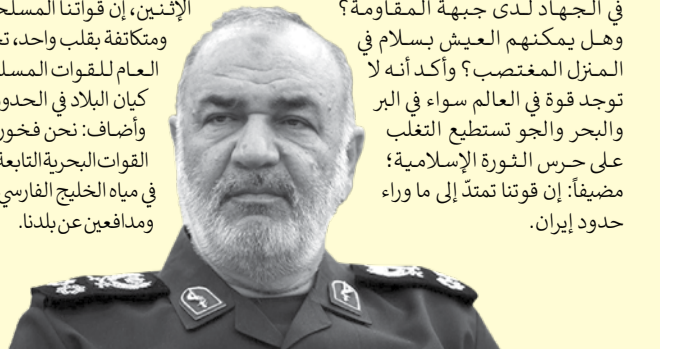 في الجهاد لدى جبهة المقاومة؟
وهل يمكنهم العيش بسلام في
المنزل المغتصب؟ وأكد أنه لا
توجد قوة في العالم سواء في البر
والبحر والجو تستطيع التغلب
على حرس الثورة الإسلامية؛
مضيفاً: إن قوتنا تمتدّ إلى ما وراء
حدود إيران.
الإثنين، إن قواتنا المسلح
ومتكاتفة بقلب واحد،
العام للقوات المسل
كيان البلاد في الحدو
وأضاف: نحن فخور
القوات البحرية التابعة
في مياه الخليج الفارسي
ومدافعين عن بلدنا.